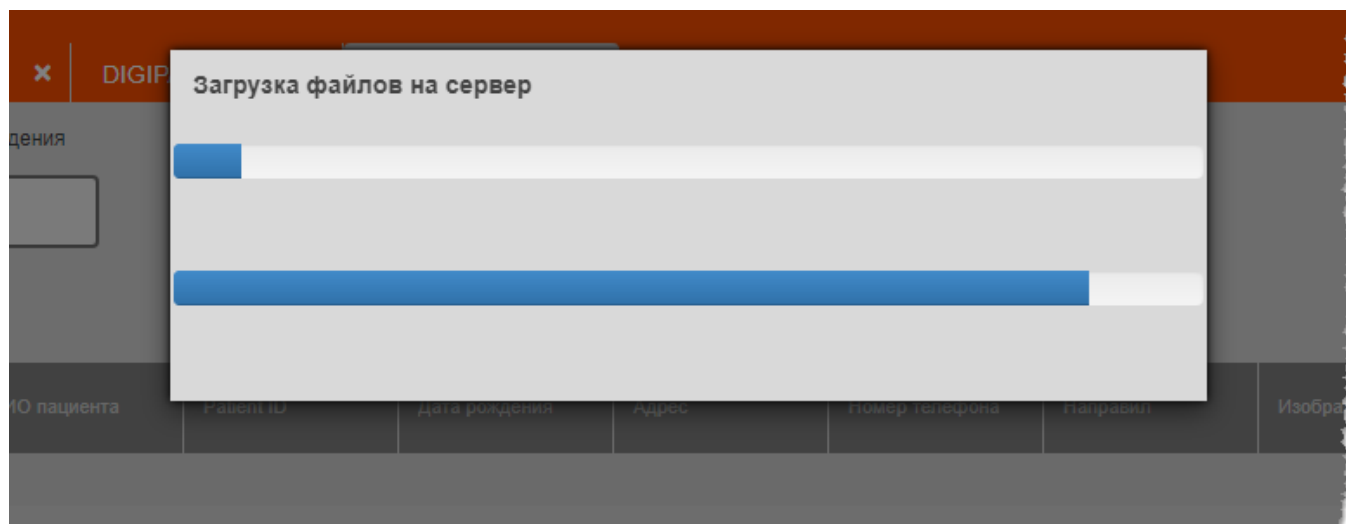 DIGIP
Загрузка файлов на сервер
дения
ИО пациента Patient ID Дата рождения Адрес Номер телефона Направил Изобра